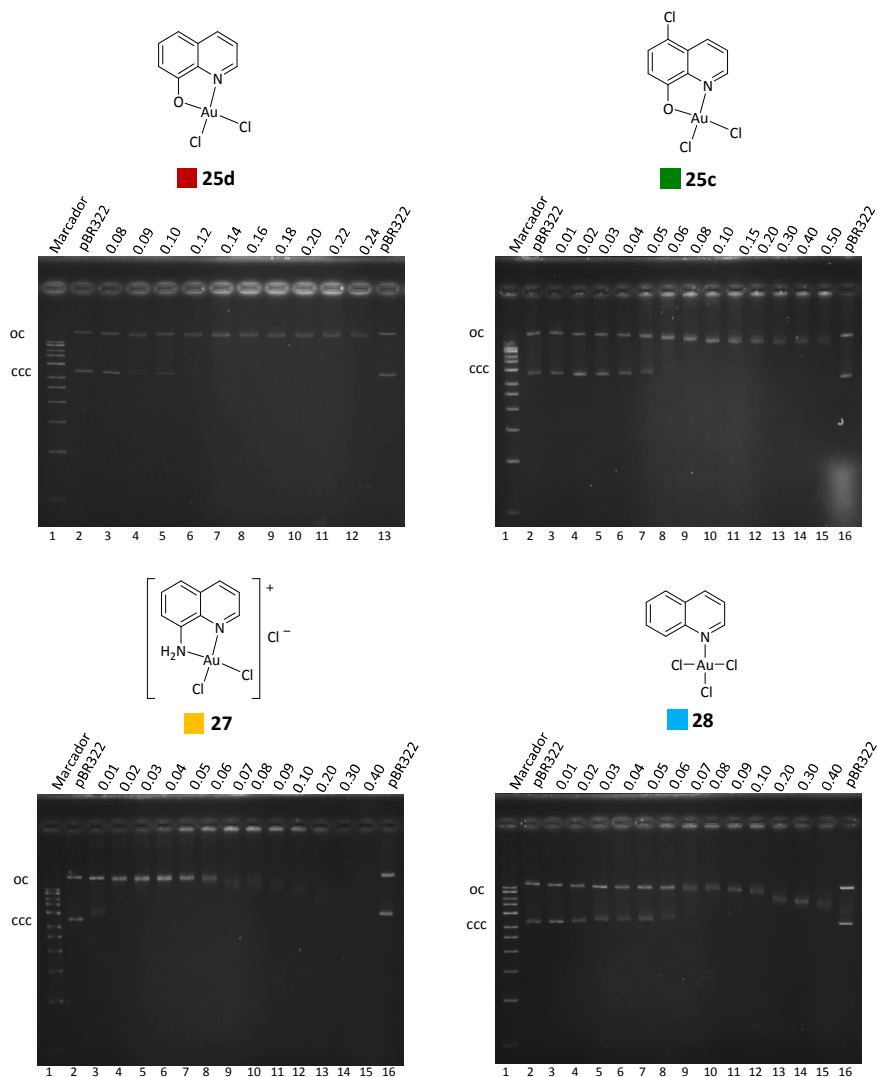 N
O
Au
Cl
Cl
25d
Marcador
pBR322
0.08
0.09
0.10
0.12
0.14
0.16
0.18
0.20
0.22
0.24
pBR322
oc
ccc
1 2 3 4 5 6 7 8 9 10 11 12 13
Cl
N
O
Au
Cl
Cl
25c
Marcador
pBR322
0.01
0.02
0.03
0.04
0.05
0.06
0.08
0.10
0.15
0.20
0.30
0.40
0.50
pBR322
oc
ccc
1 2 3 4 5 6 7 8 9 10 11 12 13 14 15 16
+
Cl −
N
H2N
Au
Cl
Cl
27
Marcador
pBR322
0.01
0.02
0.03
0.04
0.05
0.06
0.07
0.08
0.09
0.10
0.20
0.30
0.40
pBR322
oc
ccc
1 2 3 4 5 6 7 8 9 10 11 12 13 14 15 16
N
Cl Au Cl
Cl
28
Marcador
pBR322
0.01
0.02
0.03
0.04
0.05
0.06
0.07
0.08
0.09
0.10
0.20
0.30
0.40
pBR322
oc
ccc
1 2 3 4 5 6 7 8 9 10 11 12 13 14 15 16